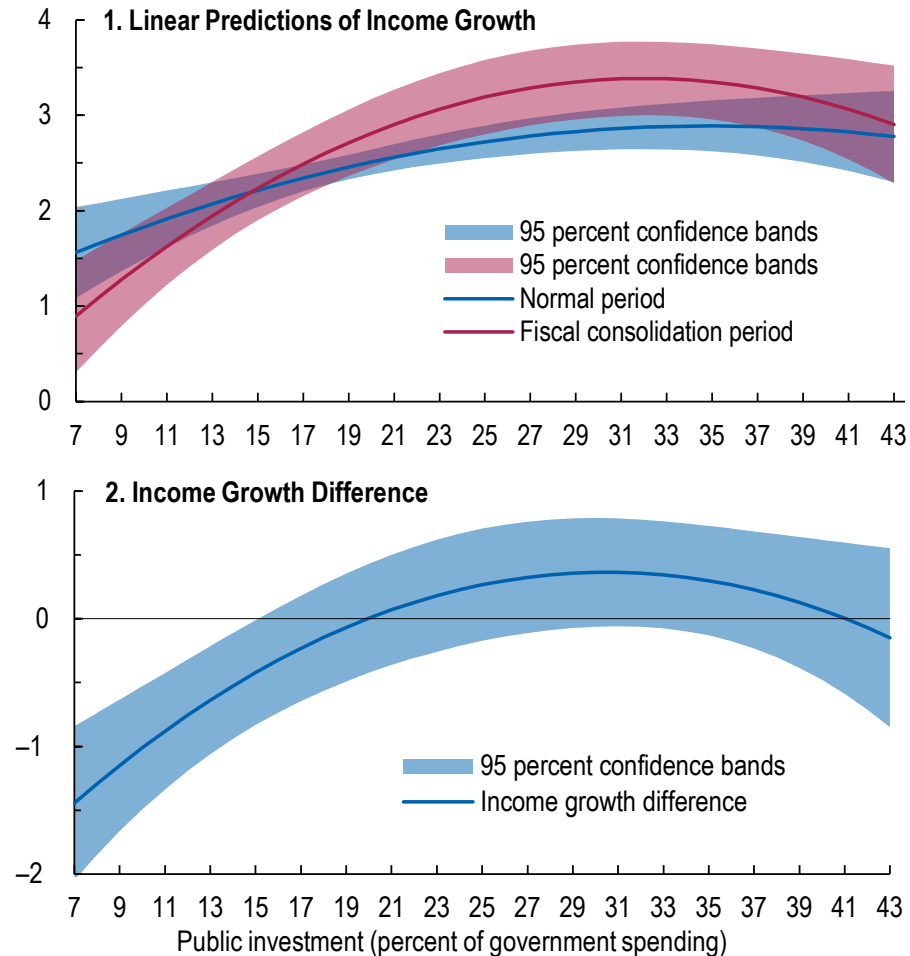 1. Linear Predictions of Income Growth
4
3
2
1
0
95 percent confidence bands
95 percent confidence bands
Normal period
Fiscal consolidation period
7 9 11 13 15 17 19 21 23 25 27 29 31 33 35 37 39 41 43
2. Income Growth Difference
1
0
–1
–2
95 percent confidence bands
Income growth difference
7 9 11 13 15 17 19 21 23 25 27 29 31 33 35 37 39 41 43
Public investment (percent of government spending)